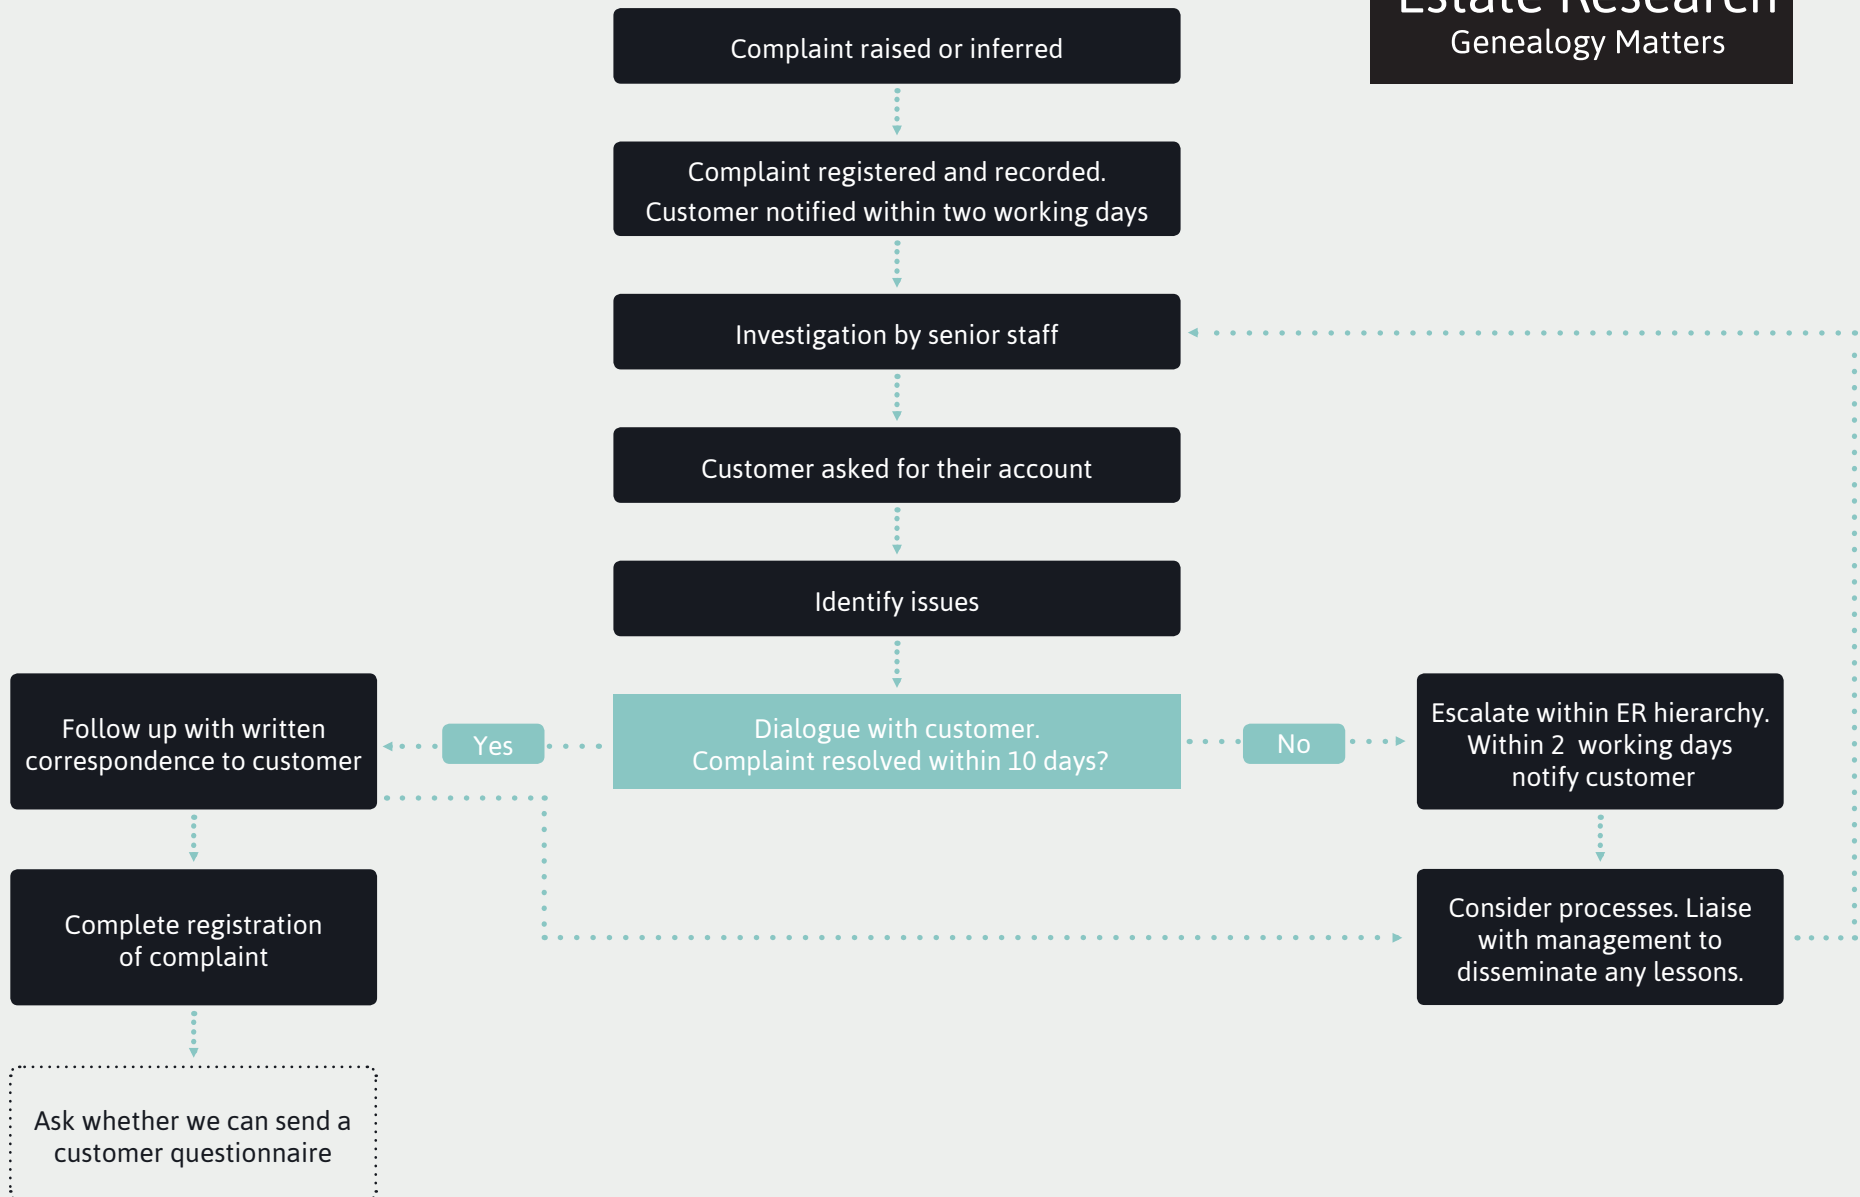 Estate Research
Genealogy Matters
Complaint raised or inferred
Complaint registered and recorded.
Customer notified within two working days
Investigation by senior staff
Customer asked for their account
Identify issues
Dialogue with customer.
Complaint resolved within 10 days?
Yes
No
Follow up with written
correspondence to customer
Complete registration
of complaint
Ask whether we can send a
customer questionnaire
Escalate within ER hierarchy.
Within 2 working days
notify customer
Consider processes. Liaise
with management to
disseminate any lessons.